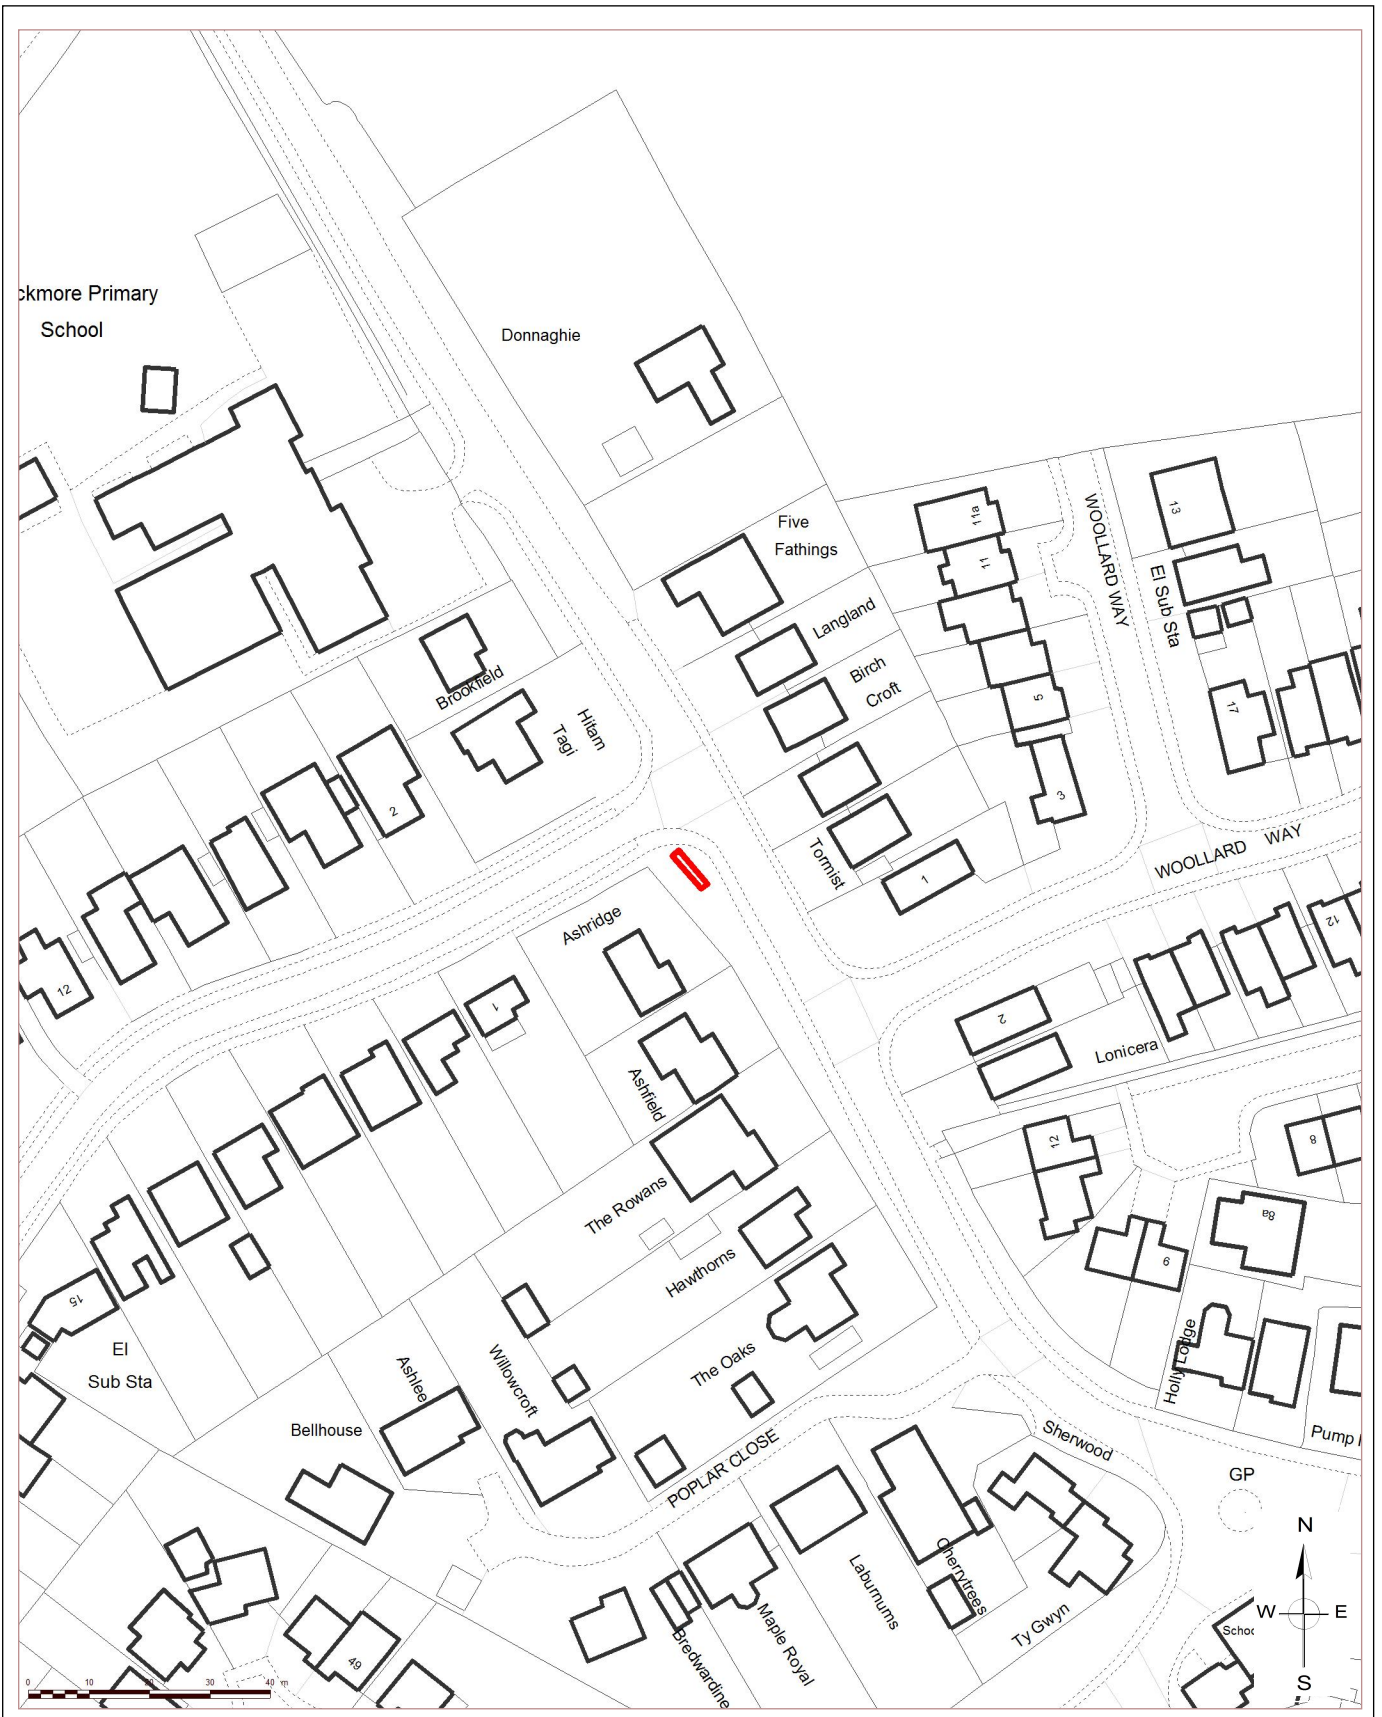 ckmore Primary
School
Donnaghie
Five
Fathings
Langland
Birch
Croft
11a
11
5
3
WOOLLARD WAY
13
El Sub Sta
17
Brookfield
Hitam
Tagi
2
12
Tormist
1
WOOLLARD WAY
12
Ashridge
1
2
Lonicera
Ashfield
12
8
8a
9
The Rowans
Hawthorns
The Oaks
Holly Lodge
15
El
Sub Sta
Ashlee
Willowcroft
Bellhouse
POPLAR CLOSE
Sherwood
Pump
GP
Laburnums
Cherrytrees
Ty Gwyn
Maple Royal
Bredwardine
49
Schoo
N
W E
S
0 10 30 40 m